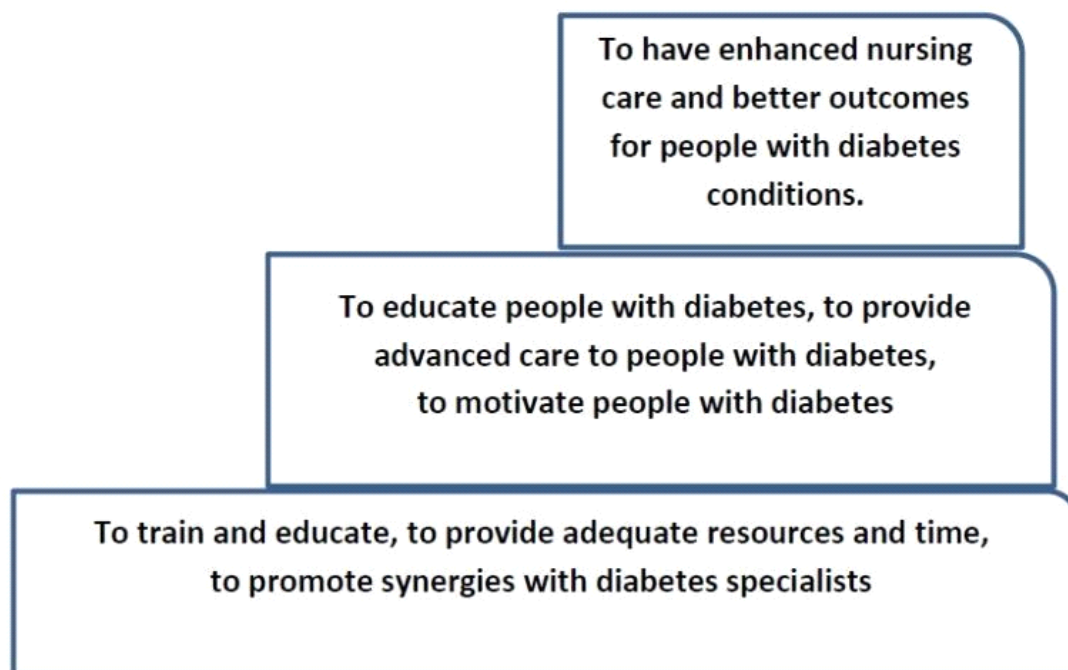 To have enhanced nursing
care and better outcomes
for people with diabetes
conditions.
To educate people with diabetes, to provide
advanced care to people with diabetes,
to motivate people with diabetes
To train and educate, to provide adequate resources and time,
to promote synergies with diabetes specialists